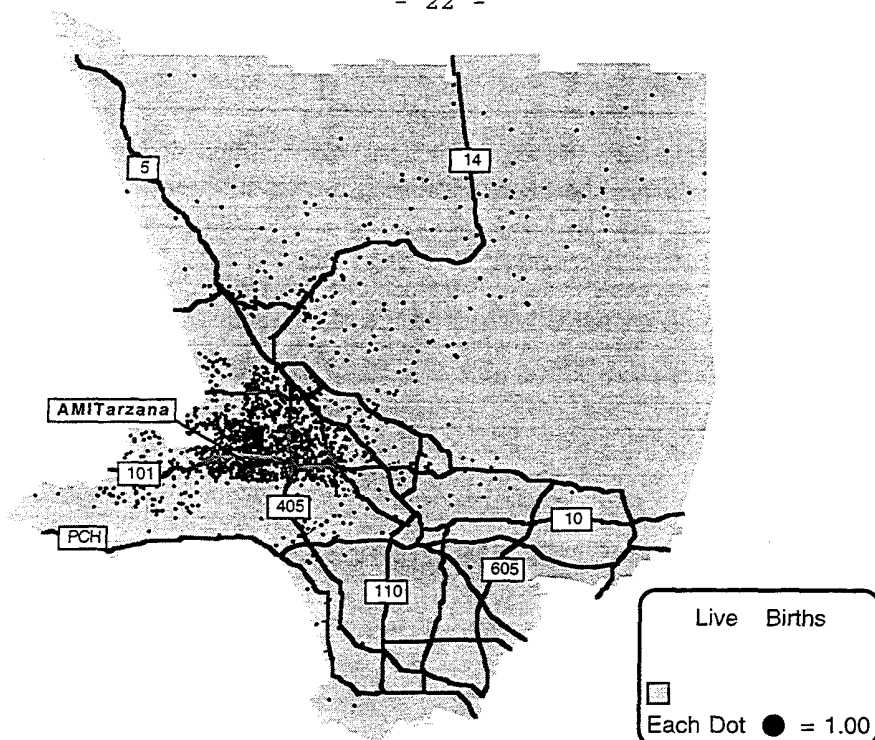 - 22 -
5
14
AMITarzana
101
405
PCH
10
605
110
Live Births
Each Dot ● = 1.00